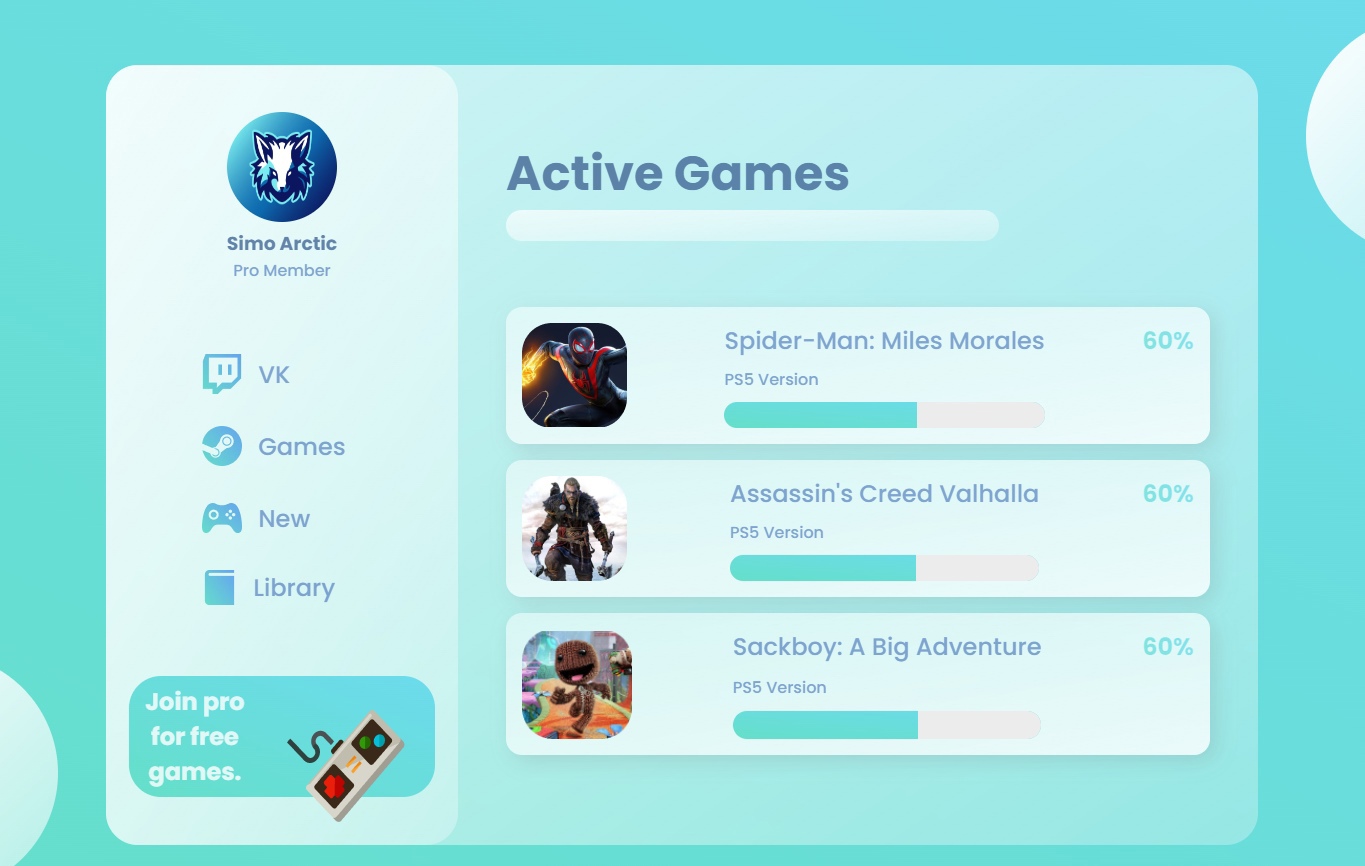 Simo Arctic
Pro Member
VK
Games
New
Library
Join pro
for free
games.
Active Games
Spider-Man: Miles Morales
60%
PS5 Version
Assassin's Creed Valhalla
60%
PS5 Version
Sackboy: A Big Adventure
60%
PS5 Version